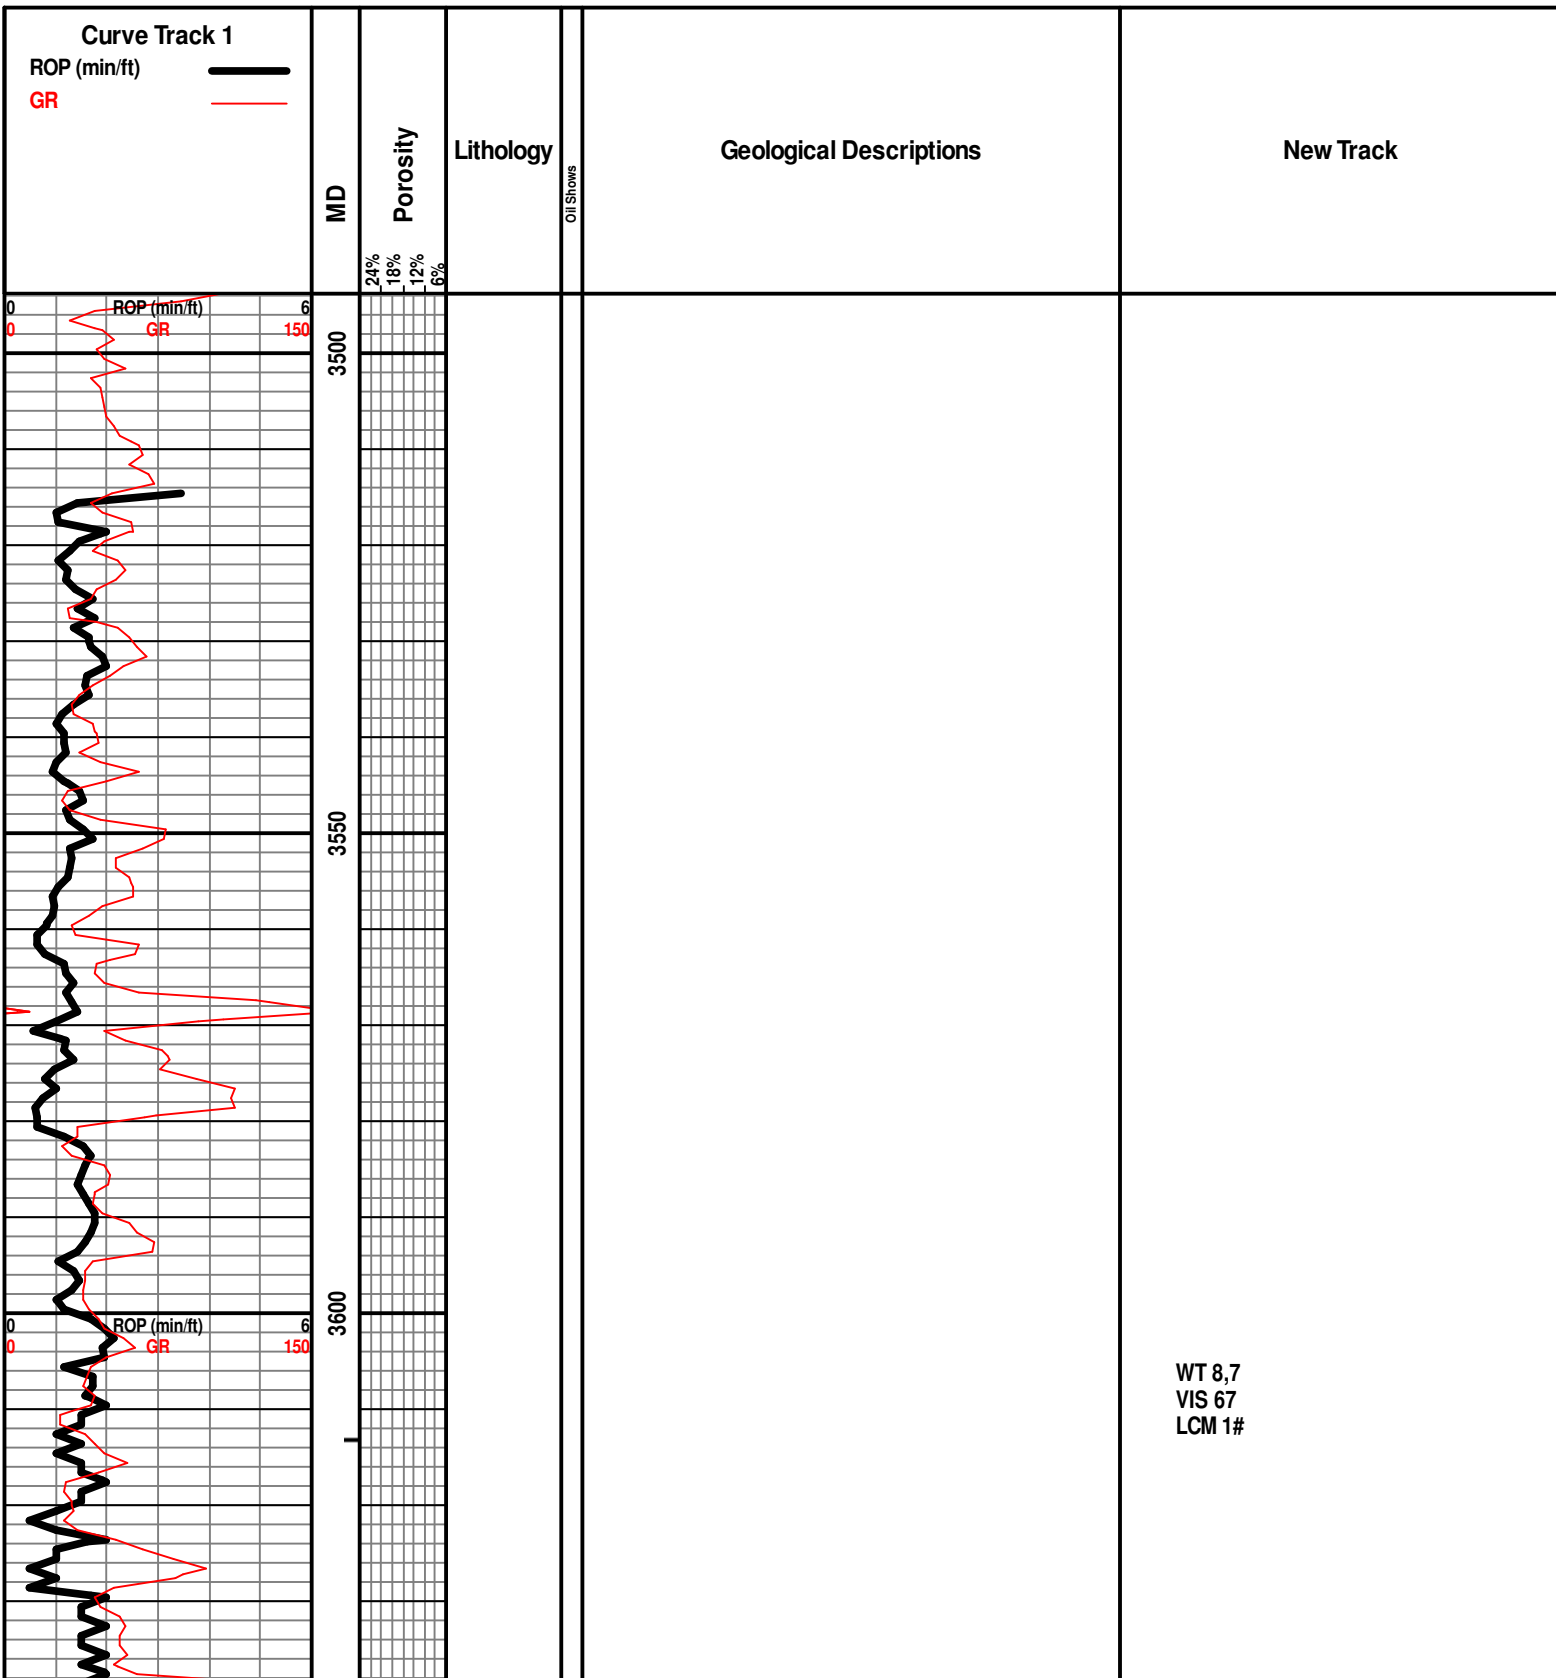 Curve Track 1
ROP (min/ft)
GR
MD
Porosity
24%
18%
12%
6%
Lithology
Oil Shows
Geological Descriptions
New Track
0 ROP (min/ft) 6
0 GR 150
3500
3550
3600
0 ROP (min/ft) 6
0 GR 150
WT 8,7
VIS 67
LCM 1#